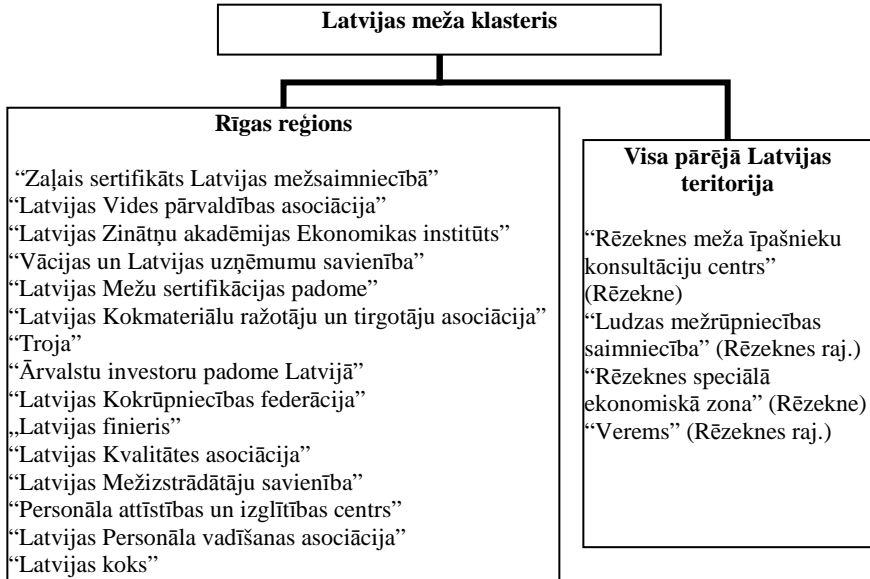 Latvijas meža klasteris
Rīgas reģions
“Zaļais sertifikāts Latvijas mežsaimniecībā”
“Latvijas Vides pārvaldības asociācija”
“Latvijas Zinātņu akadēmijas Ekonomikas institūts”
“Vācijas un Latvijas uzņēmumu savienība”
“Latvijas Mežu sertifikācijas padome”
“Latvijas Kokmateriālu ražotāju un tirgotāju asociācija”
“Troja”
“Ārvalstu investoru padome Latvijā”
“Latvijas Kokrūpniecības federācija”
„Latvijas finieris”
“Latvijas Kvalitātes asociācija”
“Latvijas Mežizstrādātāju savienība”
“Personāla attīstības un izglītības centrs”
“Latvijas Personāla vadīšanas asociācija”
“Latvijas koks”
Visa pārējā Latvijas
teritorija
“Rēzeknes meža īpašnieku
konsultāciju centrs”
(Rēzekne)
“Ludzas mežrūpniecības
saimniecība” (Rēzeknes raj.)
“Rēzeknes speciālā
ekonomiskā zona” (Rēzekne)
“Verems” (Rēzeknes raj.)